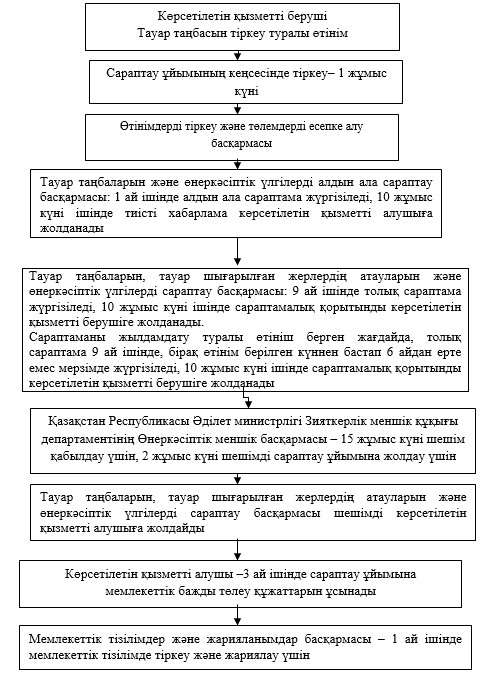 Көрсетілетін қызметті беруші
Тауар таңбасын тіркеу туралы өтінім
Сараптау ұйымының кеңсесінде тіркеу– 1 жұмыс
күні
Өтінімдерді тіркеу және төлемдерді есепке алу
басқармасы
Тауар таңбаларын және өнеркәсіптік үлгілерді алдын ала сараптау
басқармасы: 1 ай ішінде алдын ала сараптама жүргізіледі, 10 жұмыс
күні ішінде тиісті хабарлама көрсетілетін қызметті алушыға
жолданады
Тауар таңбаларын, тауар шығарылған жерлердің атауларын және
өнеркәсіптік үлгілерді сараптау басқармасы: 9 ай ішінде толық сараптама
жүргізіледі, 10 жұмыс күні ішінде сараптамалық қорытынды көрсетілетін
қызметті берушіге жолданады.
Сараптаманы жылдамдату туралы өтініш берген жағдайда, толық
сараптама 9 ай ішінде, бірақ өтінім берілген күннен бастап 6 айдан ерте
емес мерзімде жүргізіледі, 10 жұмыс күні ішінде сараптамалық қорытынды
көрсетілетін қызметті берушіге жолданады
Қазақстан Республикасы Әділет министрлігі Зияткерлік меншік құқығы
департаментінің Өнеркәсіптік меншік басқармасы – 15 жұмыс күні шешім
қабылдау үшін, 2 жұмыс күні шешімді сараптау ұйымына жолдау үшін
Тауар таңбаларын, тауар шығарылған жерлердің атауларын және
өнеркәсіптік үлгілерді сараптау басқармасы шешімді көрсетілетін
қызметті алушыға жолдайды
Көрсетілетін қызметті алушы –3 ай ішінде сараптау ұйымына
мемлекеттік бажды төлеу құжаттарын ұсынады
Мемлекеттік тізілімдер және жарияланымдар басқармасы – 1 ай ішінде
мемлекеттік тізілімде тіркеу және жариялау үшін